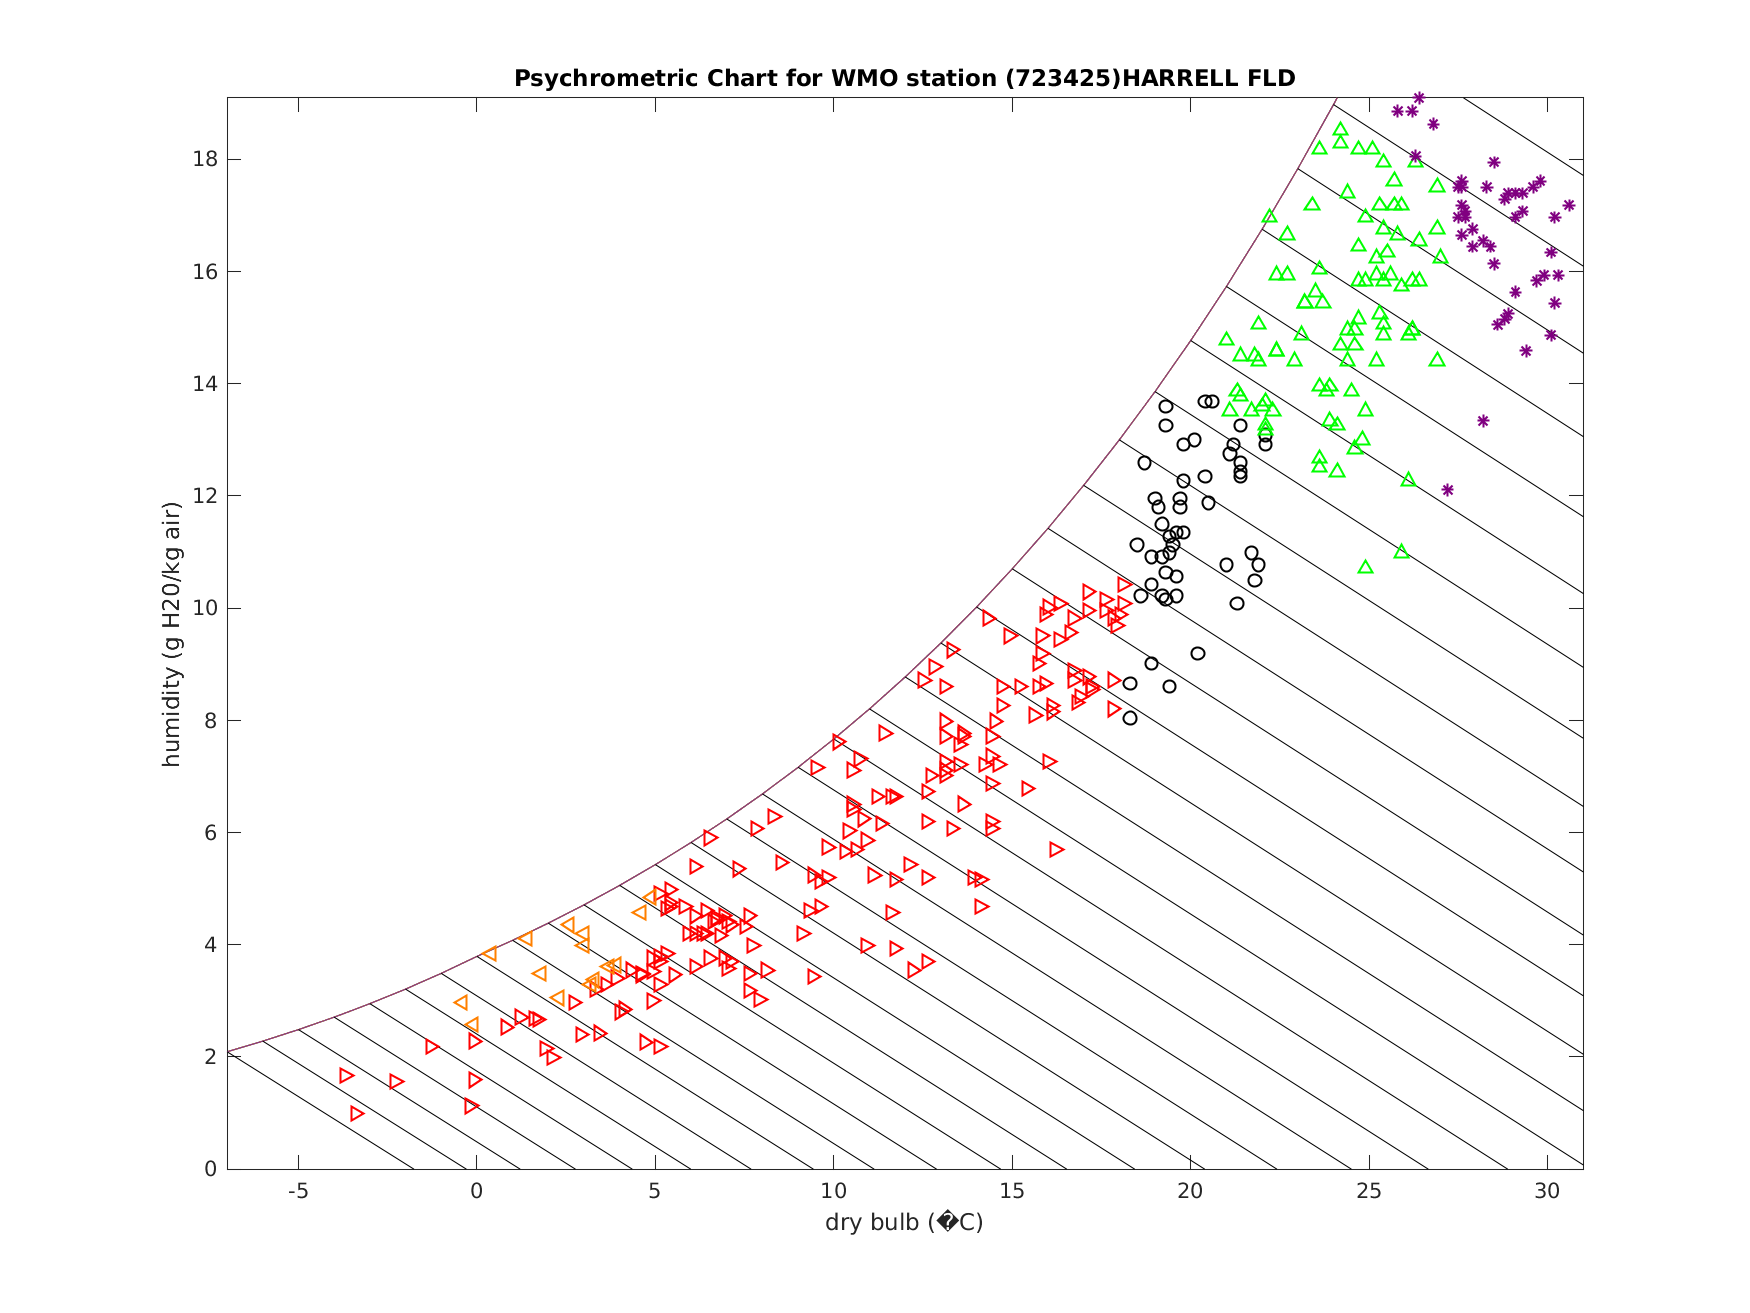 Psychrometric Chart for WMO station (723425)HARRELL FLD
18
16
14
12
10
8
6
4
2
0
humidity (g H20/kg air)
-5 0 5 10 15 20 25 30
dry bulb (�C)